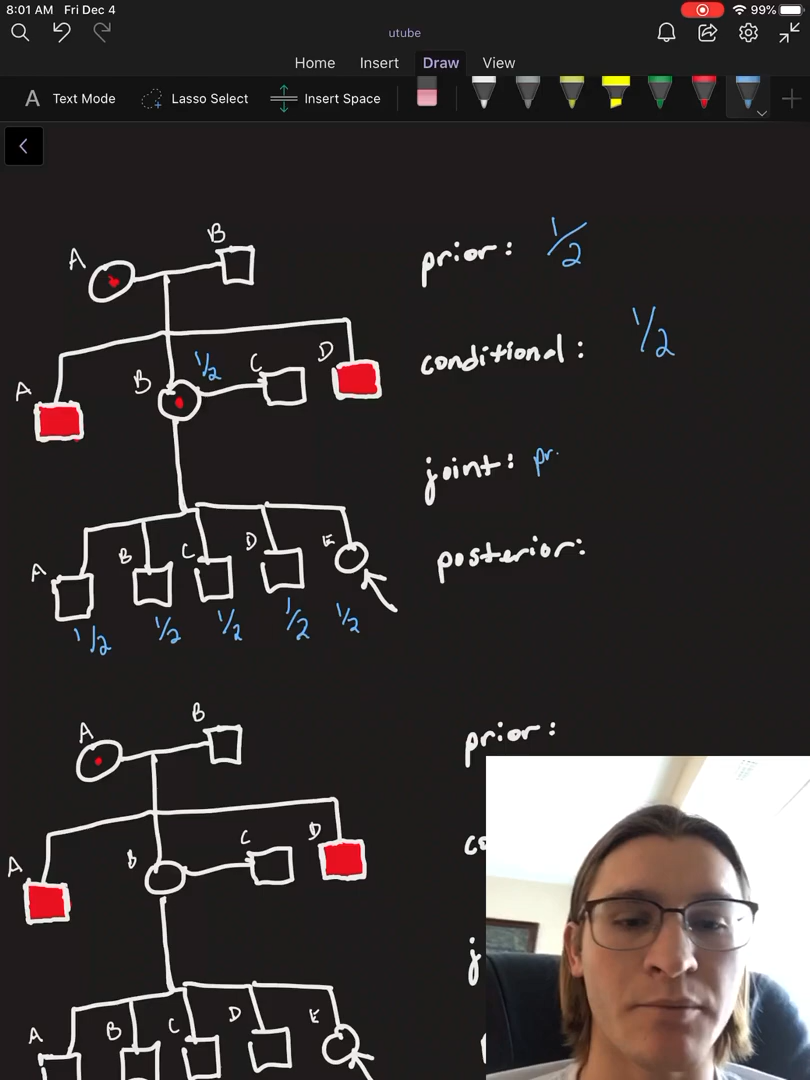 8:01 AM Fri Dec 4
99%
utube
Home Insert Draw View
A Text Mode Lasso Select Insert Space
A B
prior: 1/2
conditional: 1/2
A B 1/2 C D
joint: pr.
posterior:
A B C D E
1/2 1/2 1/2 1/2 1/2
A B
prior:
A B C D
co
j
A B C D E